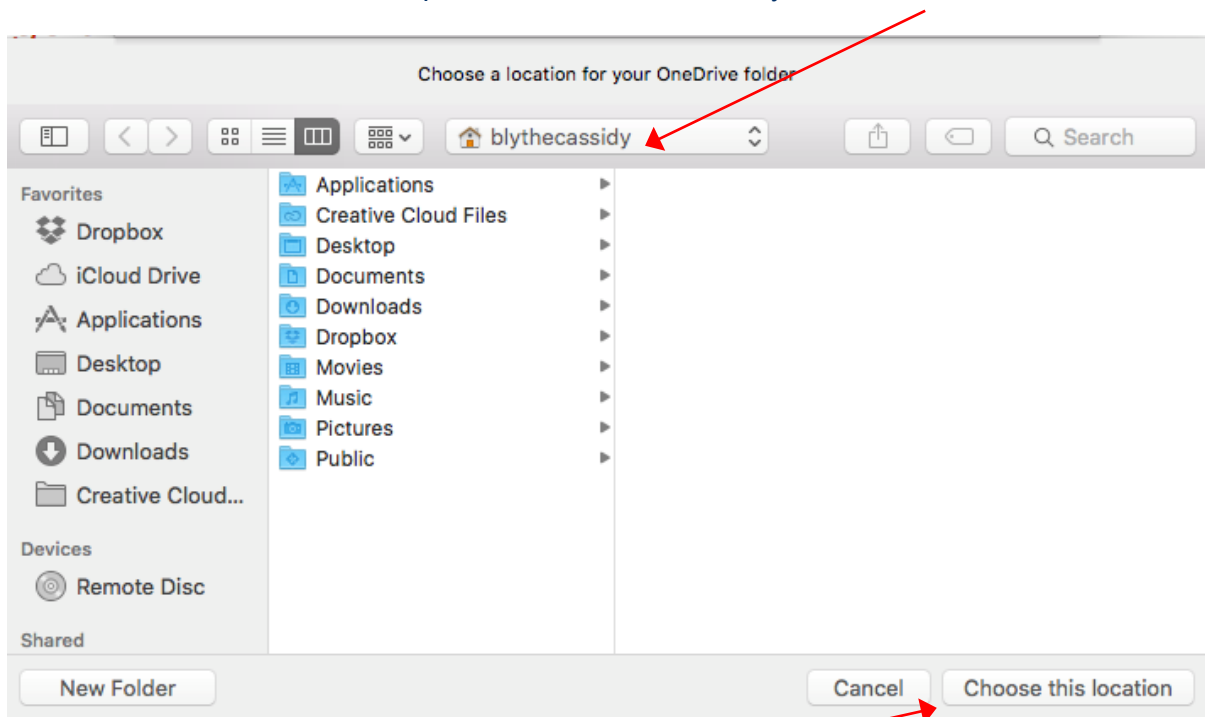 Choose a location for your OneDrive folder
blythecassidy
Search
Favorites
Dropbox
iCloud Drive
Applications
Desktop
Documents
Downloads
Creative Cloud...
Devices
Remote Disc
Shared
Applications
Creative Cloud Files
Desktop
Documents
Downloads
Dropbox
Movies
Music
Pictures
Public
New Folder
Cancel
Choose this location